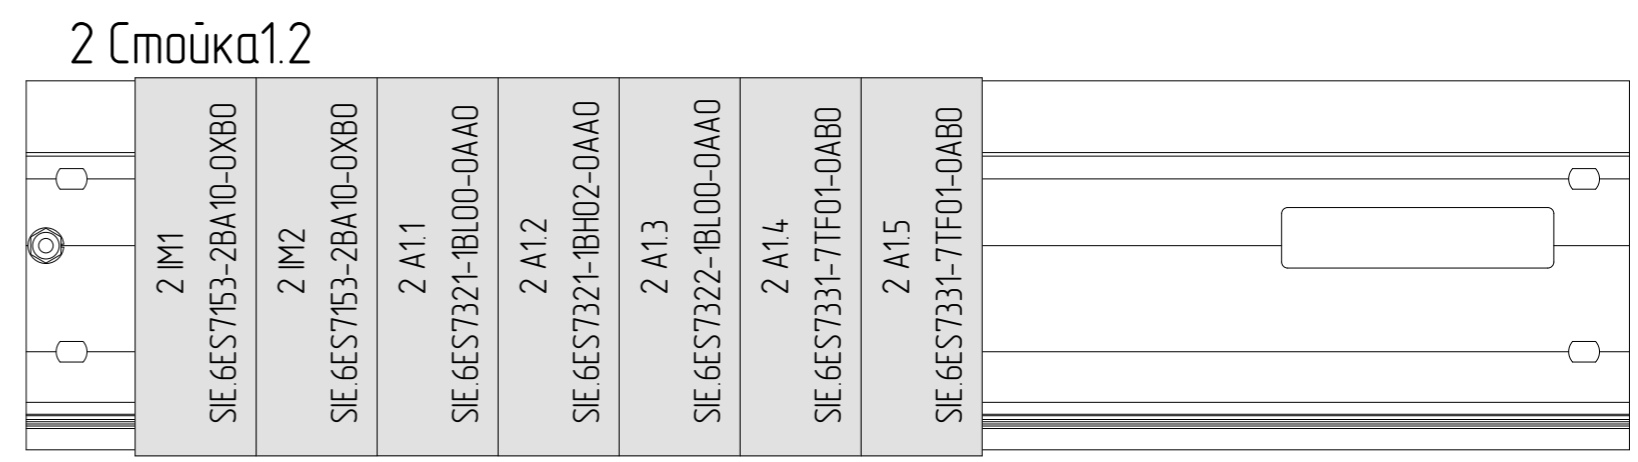 2 Стойка1.2
2 IM1
SIE.6ES7153-2BA10-0XB0
2 IM2
SIE.6ES7153-2BA10-0XB0
2 A1.1
SIE.6ES7321-1BL00-0AA0
2 A1.2
SIE.6ES7321-1BH02-0AA0
2 A1.3
SIE.6ES7322-1BL00-0AA0
2 A1.4
SIE.6ES7331-7TF01-0AB0
2 A1.5
SIE.6ES7331-7TF01-0AB0